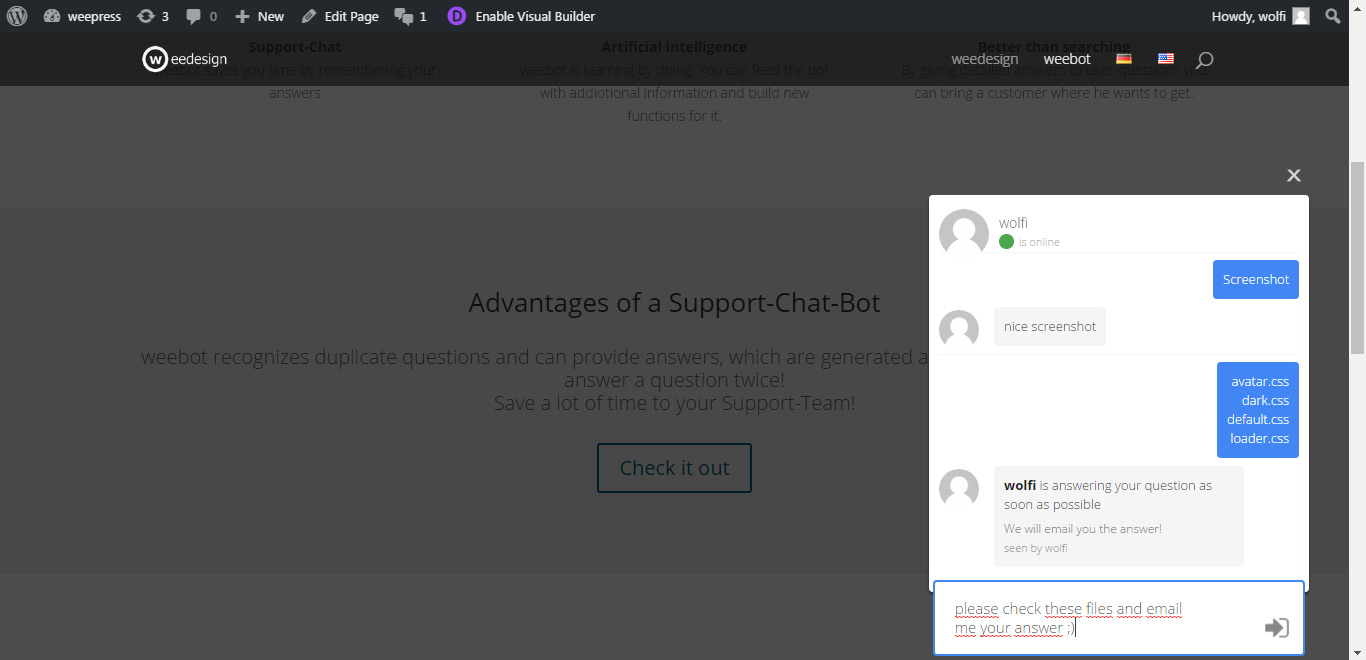 weepress 3 0 New Edit Page 1 D Enable Visual Builder Howdy, wolfi
Support-Chat Artificial Intelligence Better than searching
w eedesign weedesign weebot
weebot saves you time by remembering your answers
weebot is learning by doing. You can feed the bot
with addiotional information and build new
functions for it.
By giving detailed answers to user-questions you
can bring a customer where he wants to get.
wolfi
is online
Screenshot
nice screenshot
avatar.css
dark.css
default.css
loader.css
wolfi is answering your question as
soon as possible
We will email you the answer!
seen by wolfi
please check these files and email
me your answer ;)
Advantages of a Support-Chat-Bot
weebot recognizes duplicate questions and can provide answers, which are generated a
answer a question twice!
Save a lot of time to your Support-Team!
Check it out